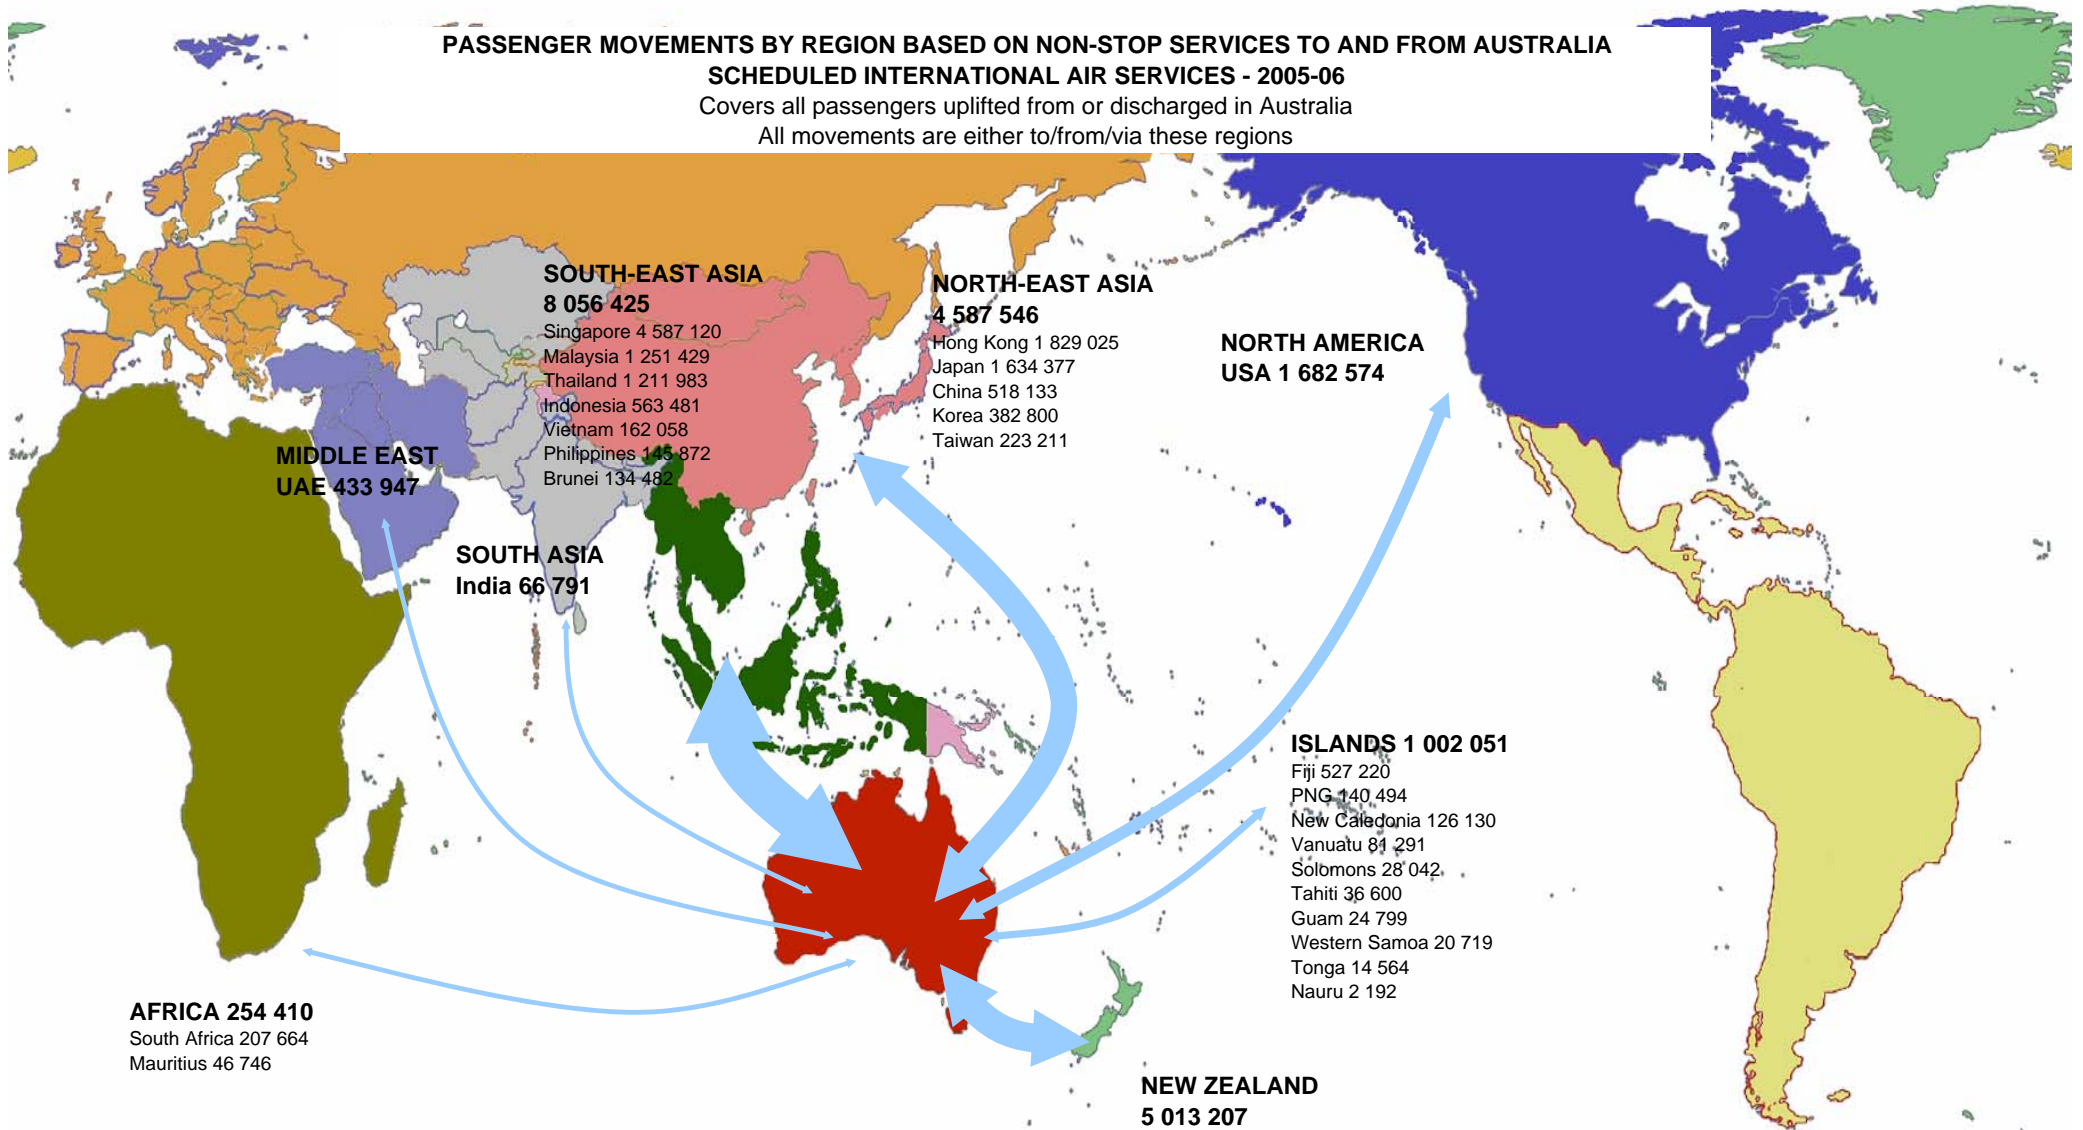 PASSENGER MOVEMENTS BY REGION BASED ON NON-STOP SERVICES TO AND FROM AUSTRALIA
SCHEDULED INTERNATIONAL AIR SERVICES - 2005-06
Covers all passengers uplifted from or discharged in Australia
All movements are either to/from/via these regions
SOUTH-EAST ASIA
8 056 425
Singapore 4 587 120
Malaysia 1 251 429
Thailand 1 211 983
Indonesia 563 481
Vietnam 162 058
Philippines 145 872
Brunei 134 482
NORTH-EAST ASIA
4 587 546
Hong Kong 1 829 025
Japan 1 634 377
China 518 133
Korea 382 800
Taiwan 223 211
NORTH AMERICA
USA 1 682 574
MIDDLE EAST
UAE 433 947
SOUTH ASIA
India 66 791
ISLANDS 1 002 051
Fiji 527 220
PNG 140 494
New Caledonia 126 130
Vanuatu 81 291
Solomons 28 042
Tahiti 36 600
Guam 24 799
Western Samoa 20 719
Tonga 14 564
Nauru 2 192
AFRICA 254 410
South Africa 207 664
Mauritius 46 746
NEW ZEALAND
5 013 207